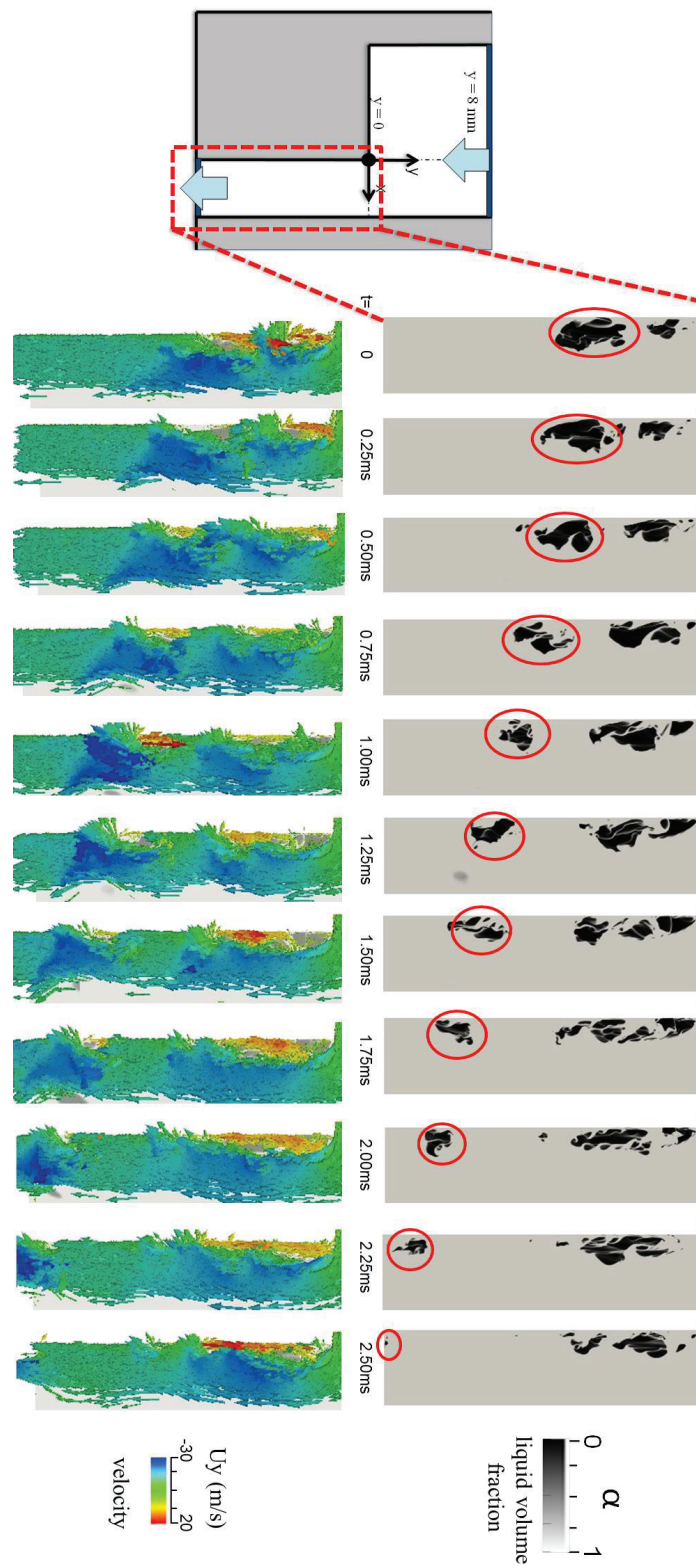 y = 8 mm
y = 0
y
x
t=
0
0.25ms
0.50ms
0.75ms
1.00ms
1.25ms
1.50ms
1.75ms
2.00ms
2.25ms
2.50ms
0
1
α
liquid volume
fraction
-30
20
Uy (m/s)
velocity